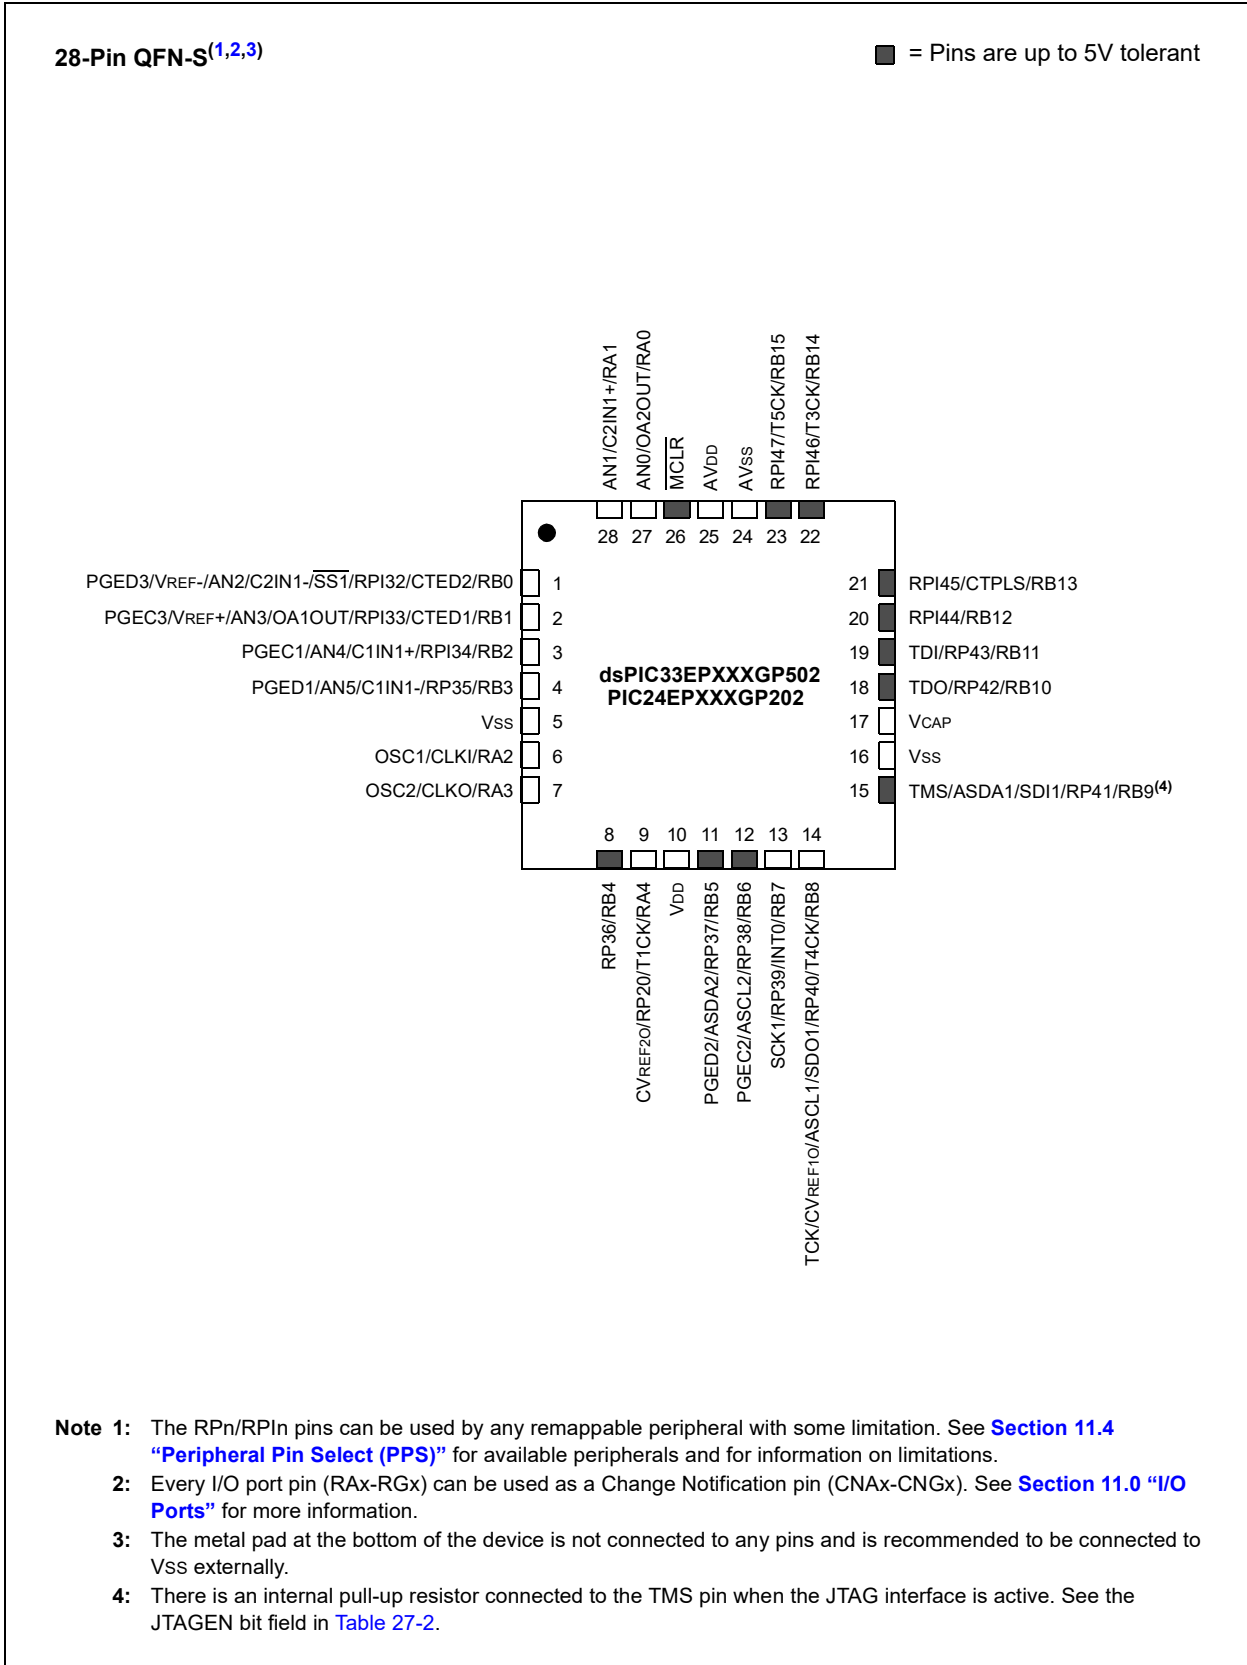 28-Pin QFN-S(1,2,3)
= Pins are up to 5V tolerant
AN1/C2IN1+/RA1
AN0/OA2OUT/RA0
MCLR
AVDD
AVSS
RPI47/T5CK/RB15
RPI46/T3CK/RB14
28 27 26 25 24 23 22
PGED3/VREF-/AN2/C2IN1-/SS1/RPI32/CTED2/RB0 1
21 RPI45/CTPLS/RB13
PGEC3/VREF+/AN3/OA1OUT/RPI33/CTED1/RB1 2
20 RPI44/RB12
PGEC1/AN4/C1IN1+/RPI34/RB2 3
19 TDI/RP43/RB11
PGED1/AN5/C1IN1-/RP35/RB3 4
18 TDO/RP42/RB10
dsPIC33EPXXXGP502
PIC24EPXXXGP202
VSS 5
17 VCAP
OSC1/CLKI/RA2 6
16 VSS
OSC2/CLKO/RA3 7
15 TMS/ASDA1/SDI1/RP41/RB9(4)
8 9 10 11 12 13 14
RP36/RB4
CVREF2O/RP20/T1CK/RA4
VDD
PGED2/ASDA2/RP37/RB5
PGEC2/ASCL2/RP38/RB6
SCK1/RP39/INT0/RB7
TCK/CVREF1O/ASCL1/SDO1/RP40/T4CK/RB8
Note 1: The RPn/RPIn pins can be used by any remappable peripheral with some limitation. See Section 11.4
“Peripheral Pin Select (PPS)” for available peripherals and for information on limitations.
2: Every I/O port pin (RAx-RGx) can be used as a Change Notification pin (CNAx-CNGx). See Section 11.0 “I/O
Ports” for more information.
3: The metal pad at the bottom of the device is not connected to any pins and is recommended to be connected to
VSS externally.
4: There is an internal pull-up resistor connected to the TMS pin when the JTAG interface is active. See the
JTAGEN bit field in Table 27-2.